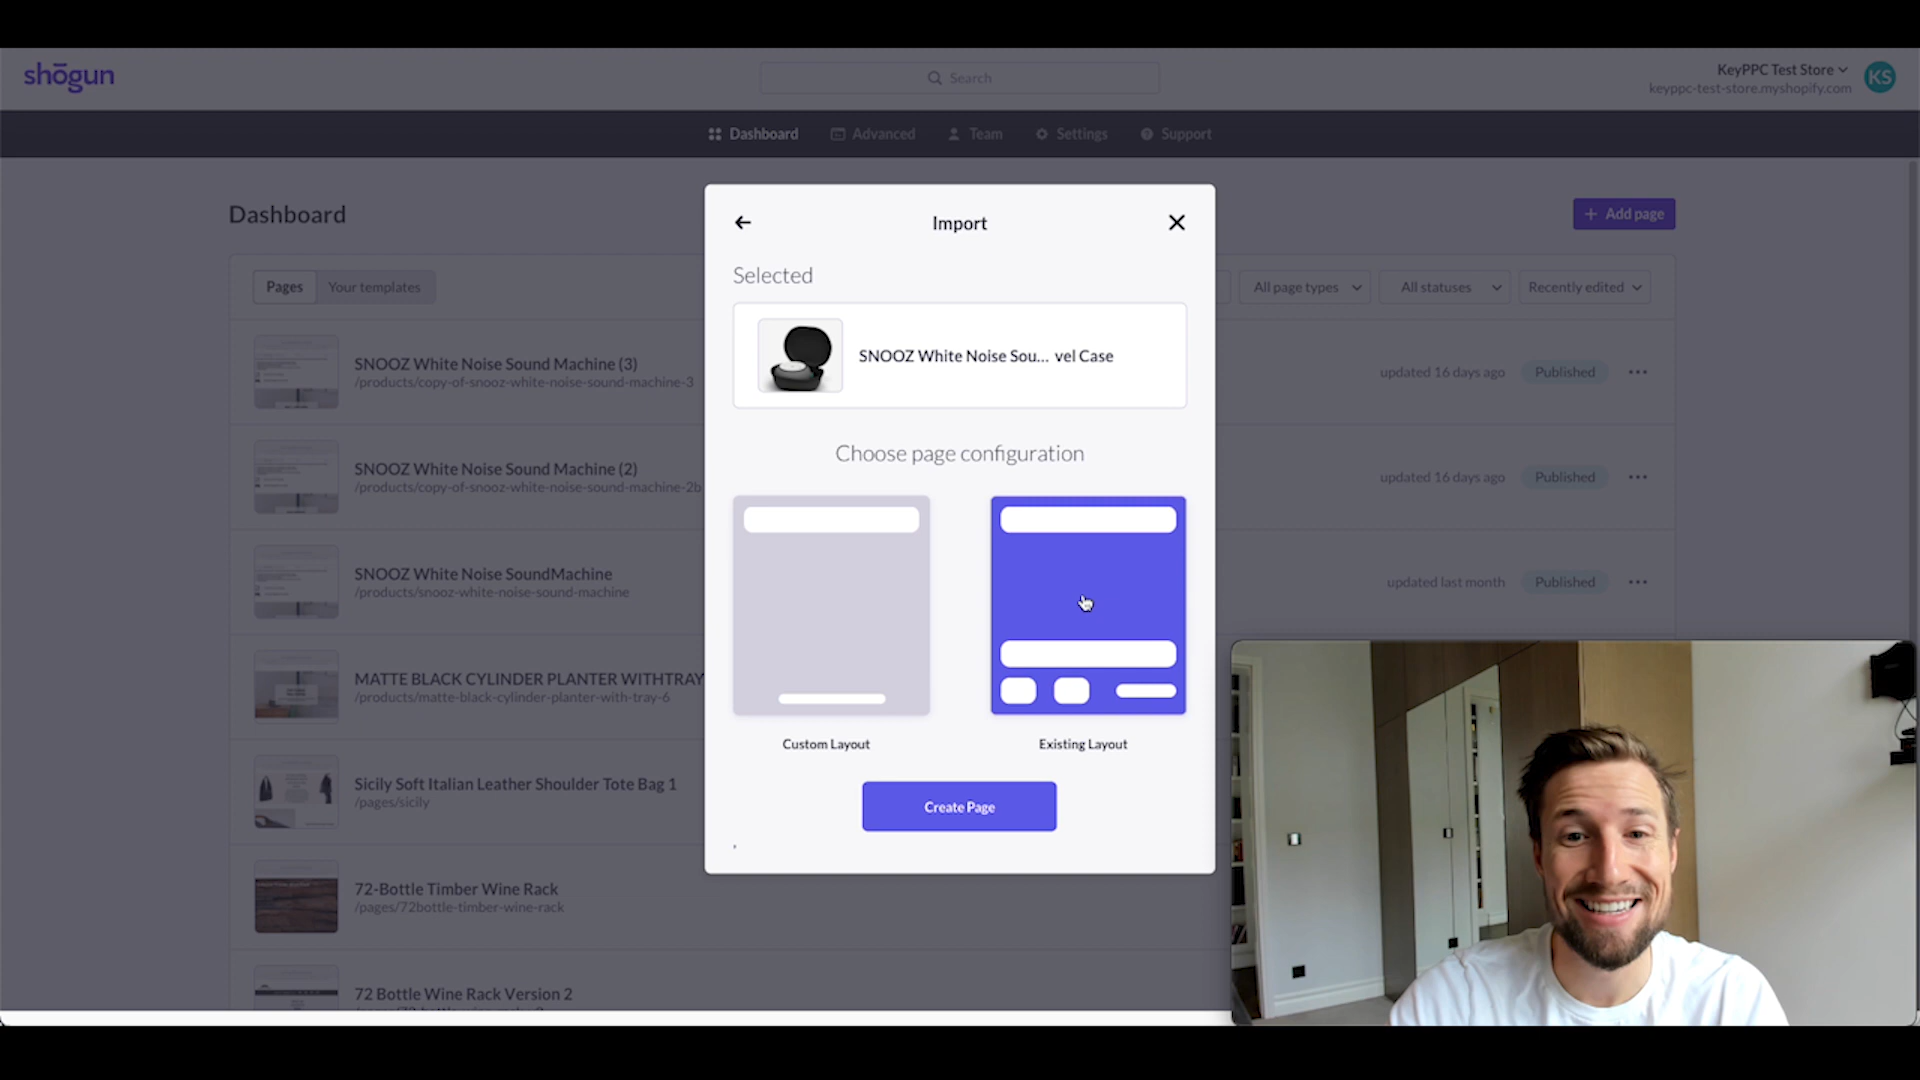 shōgun
Search
KeyPPC Test Store
keyppc-test-store.myshopify.com
KS
Dashboard
Advanced
Team
Settings
Support
Dashboard
+ Add page
Pages
Your templates
All page types
All statuses
Recently edited
SNOOZ White Noise Sound Machine (3)
/products/copy-of-snooz-white-noise-sound-machine-3
updated 16 days ago
Published
SNOOZ White Noise Sound Machine (2)
/products/copy-of-snooz-white-noise-sound-machine-2b
updated 16 days ago
Published
SNOOZ White Noise SoundMachine
/products/snooz-white-noise-sound-machine
updated last month
Published
MATTE BLACK CYLINDER PLANTER WITHTRAY
/products/matte-black-cylinder-planter-with-tray-6
Sicily Soft Italian Leather Shoulder Tote Bag 1
/pages/sicily
72-Bottle Timber Wine Rack
/pages/72bottle-timber-wine-rack
72 Bottle Wine Rack Version 2
Import
Selected
SNOOZ White Noise Sou... vel Case
Choose page configuration
Custom Layout
Existing Layout
Create Page